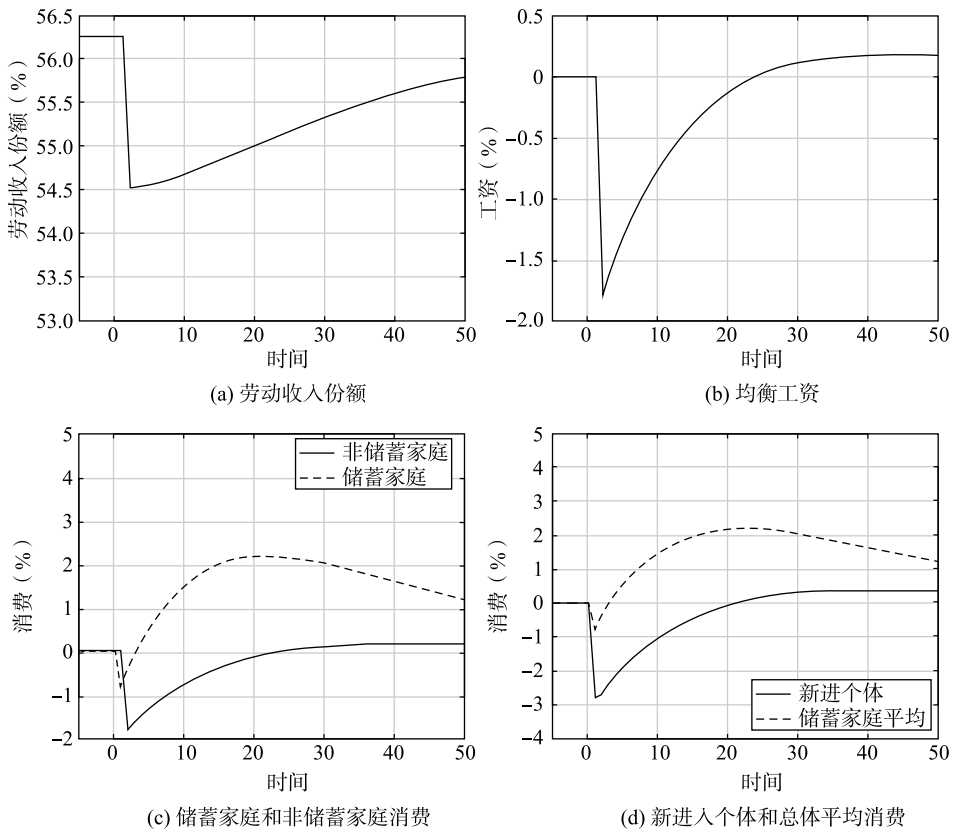 56.5
56.0
55.5
55.0
54.5
54.0
53.5
53.0
劳动收入份额（%）
0 10 20 30 40 50
时间
(a) 劳动收入份额
0.5
0
−0.5
−1.0
−1.5
−2.0
工资（%）
0 10 20 30 40 50
时间
(b) 均衡工资
5
4
3
2
1
0
−1
−2
消费（%）
非储蓄家庭
储蓄家庭
0 10 20 30 40 50
时间
(c) 储蓄家庭和非储蓄家庭消费
5
4
3
2
1
0
−1
−2
−3
−4
消费（%）
新进个体
储蓄家庭平均
0 10 20 30 40 50
时间
(d) 新进入个体和总体平均消费